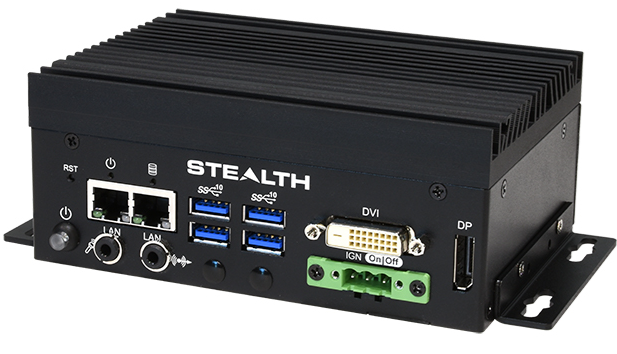 STEALTH
RST
SS 10
SS 10
DVI
DP
LAN
LAN
IGN On|Off